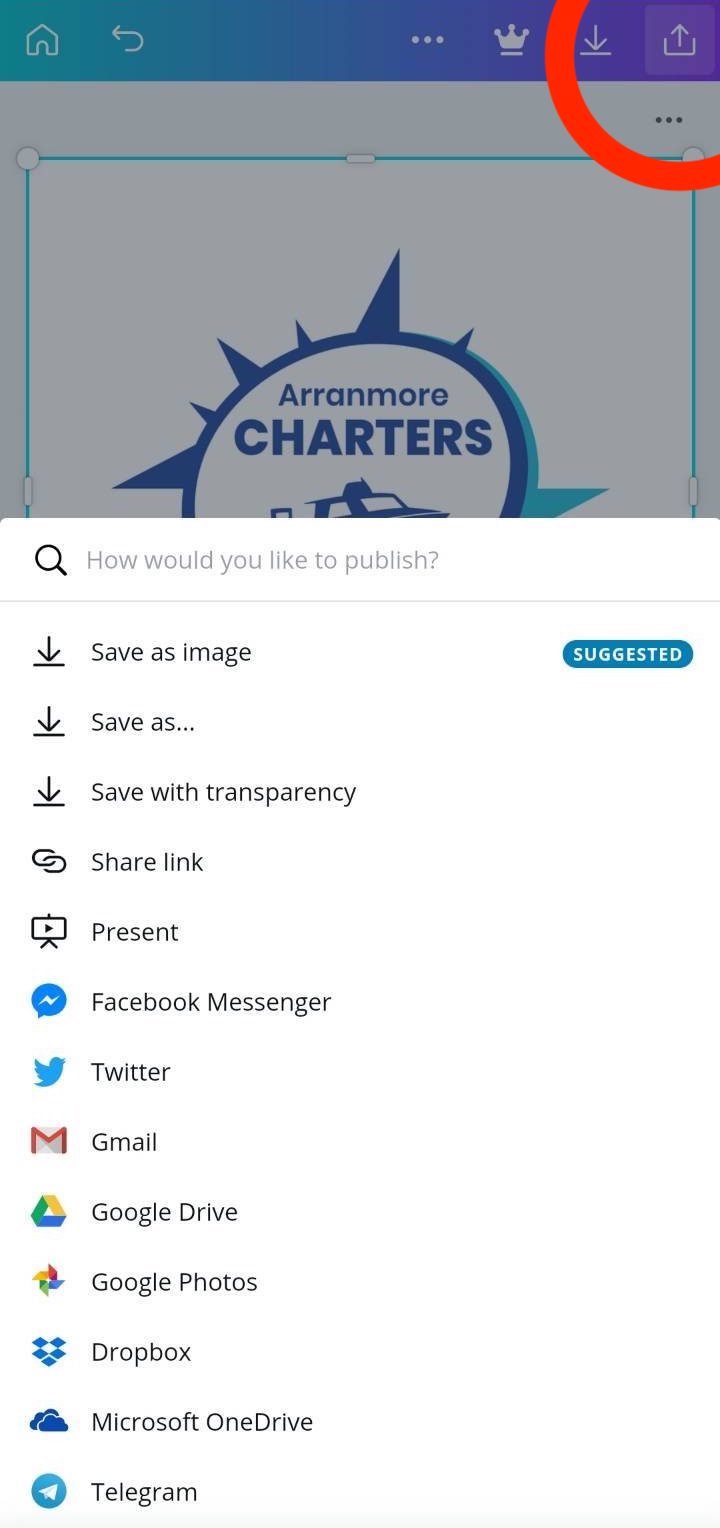 Arranmore
CHARTERS
How would you like to publish?
Save as image
SUGGESTED
Save as...
Save with transparency
Share link
Present
Facebook Messenger
Twitter
Gmail
Google Drive
Google Photos
Dropbox
Microsoft OneDrive
Telegram